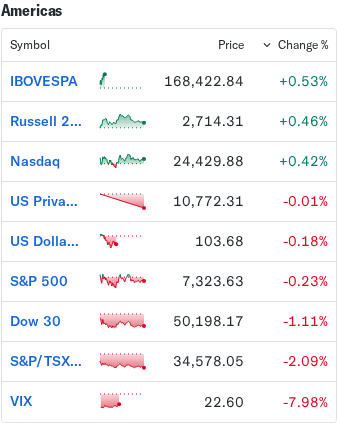 Americas
Symbol Price Change %
IBOVESPA 168,422.84 +0.53%
Russell 2... 2,714.31 +0.46%
Nasdaq 24,429.88 +0.42%
US Priva... 10,772.31 -0.01%
US Dolla... 103.68 -0.18%
S&P 500 7,323.63 -0.23%
Dow 30 50,198.17 -1.11%
S&P/TSX... 34,578.05 -2.09%
VIX 22.60 -7.98%